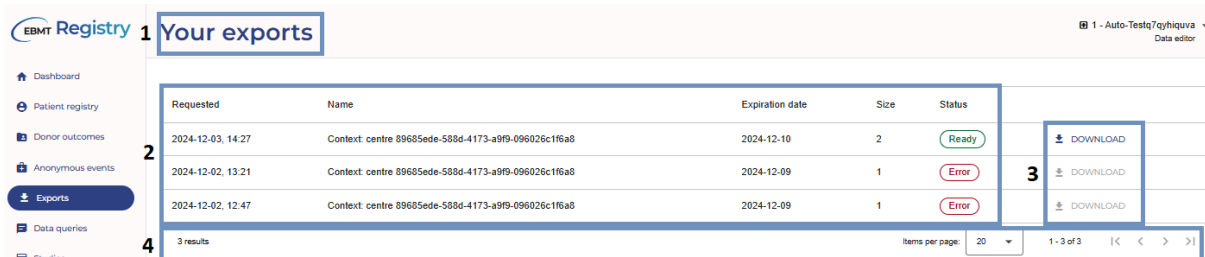 EBMT Registry
1 Your exports
1 - Auto-Testq7qyhiquva
Data editor
Dashboard
Patient registry
Donor outcomes
Anonymous events
Exports
Data queries
2
Requested Name Expiration date Size Status
2024-12-03, 14:27 Context: centre 89685ede-588d-4173-a9f9-096026c1f6a8 2024-12-10 2 Ready
2024-12-02, 13:21 Context: centre 89685ede-588d-4173-a9f9-096026c1f6a8 2024-12-09 1 Error
2024-12-02, 12:47 Context: centre 89685ede-588d-4173-a9f9-096026c1f6a8 2024-12-09 1 Error
3
DOWNLOAD
DOWNLOAD
DOWNLOAD
4
3 results Items per page: 20 1 - 3 of 3